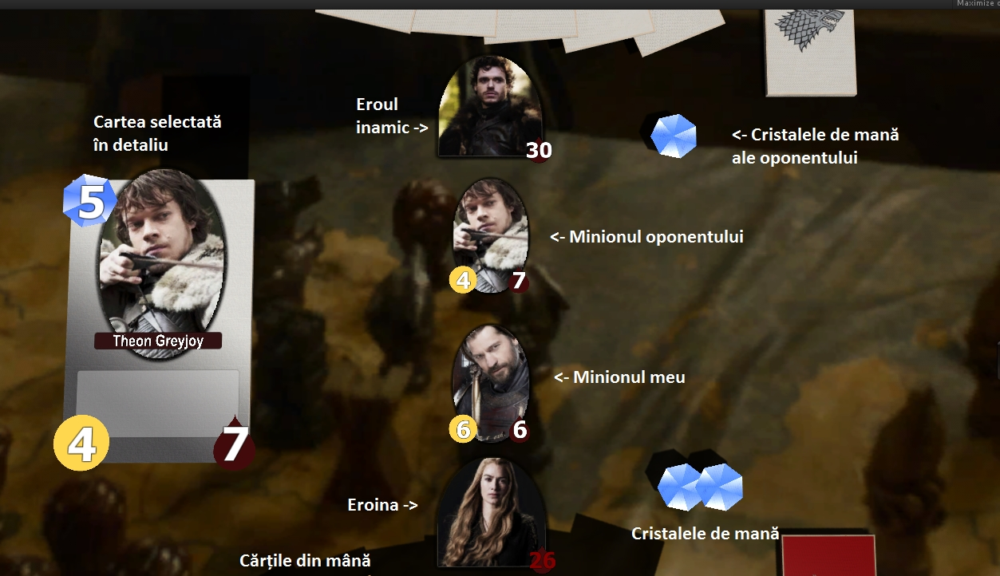 Maximize
Cartea selectată
în detaliu
5
Theon Greyjoy
4
7
Eroul
inamic ->
30
<- Cristalele de mană
ale oponentului
<- Minionul oponentului
4
7
<- Minionul meu
6
6
Eroina ->
26
Cristalele de mană
Cărțile din mână